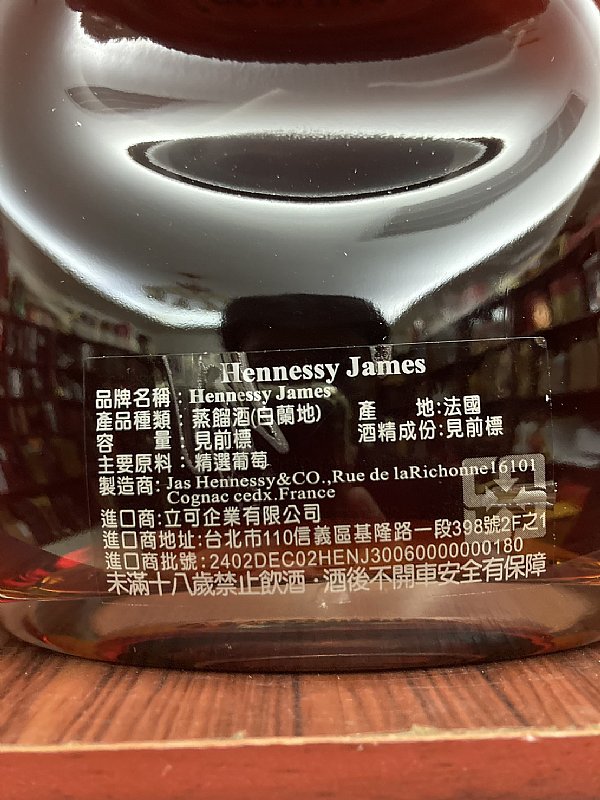 Hennessy James
品牌名稱：Hennessy James
產品種類：蒸餾酒(白蘭地) 產 地:法國
容 量：見前標 酒精成份:見前標
主要原料：精選葡萄
製造商: Jas Hennessy&CO.,Rue de laRichonne16101
Cognac cedx.France
進口商:立可企業有限公司
進口商地址:台北市110信義區基隆路一段398號2F之1
進口商批號:2402DEC02HENJ30060000000180
未滿十八歲禁止飲酒‧酒後不開車安全有保障